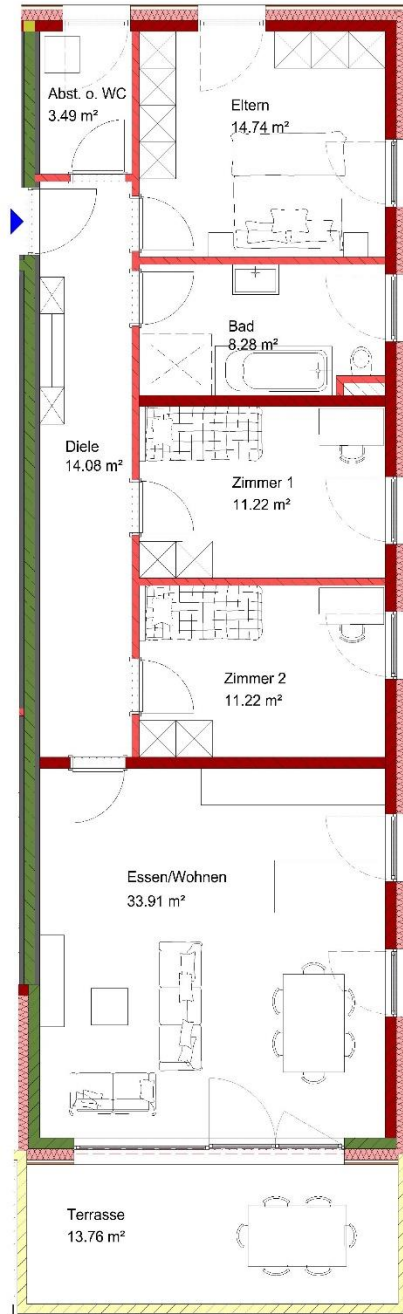 Abst. o. WC
3.49 m²
Eltern
14.74 m²
Bad
8.28 m²
Diele
14.08 m²
Zimmer 1
11.22 m²
Zimmer 2
11.22 m²
Essen/Wohnen
33.91 m²
Terrasse
13.76 m²